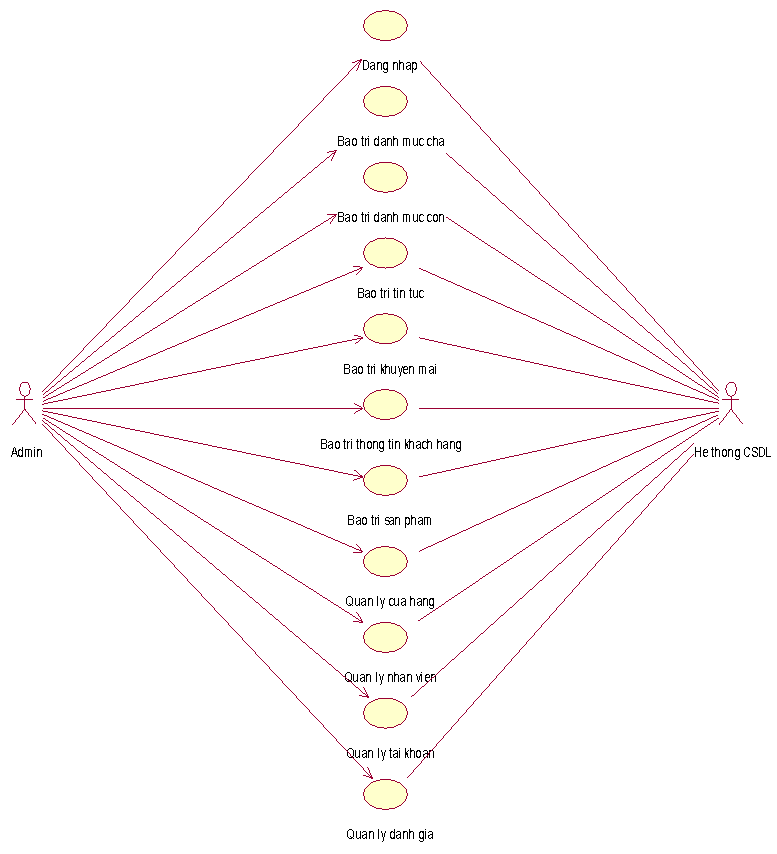 Dang nhap
Bao tri danh muc cha
Bao tri danh muc con
Bao tri tin tuc
Bao tri khuyen mai
Admin
Bao tri thong tin khach hang
He thong CSDL
Bao tri san pham
Quan ly cua hang
Quan ly nhan vien
Quan ly tai khoan
Quan ly danh gia